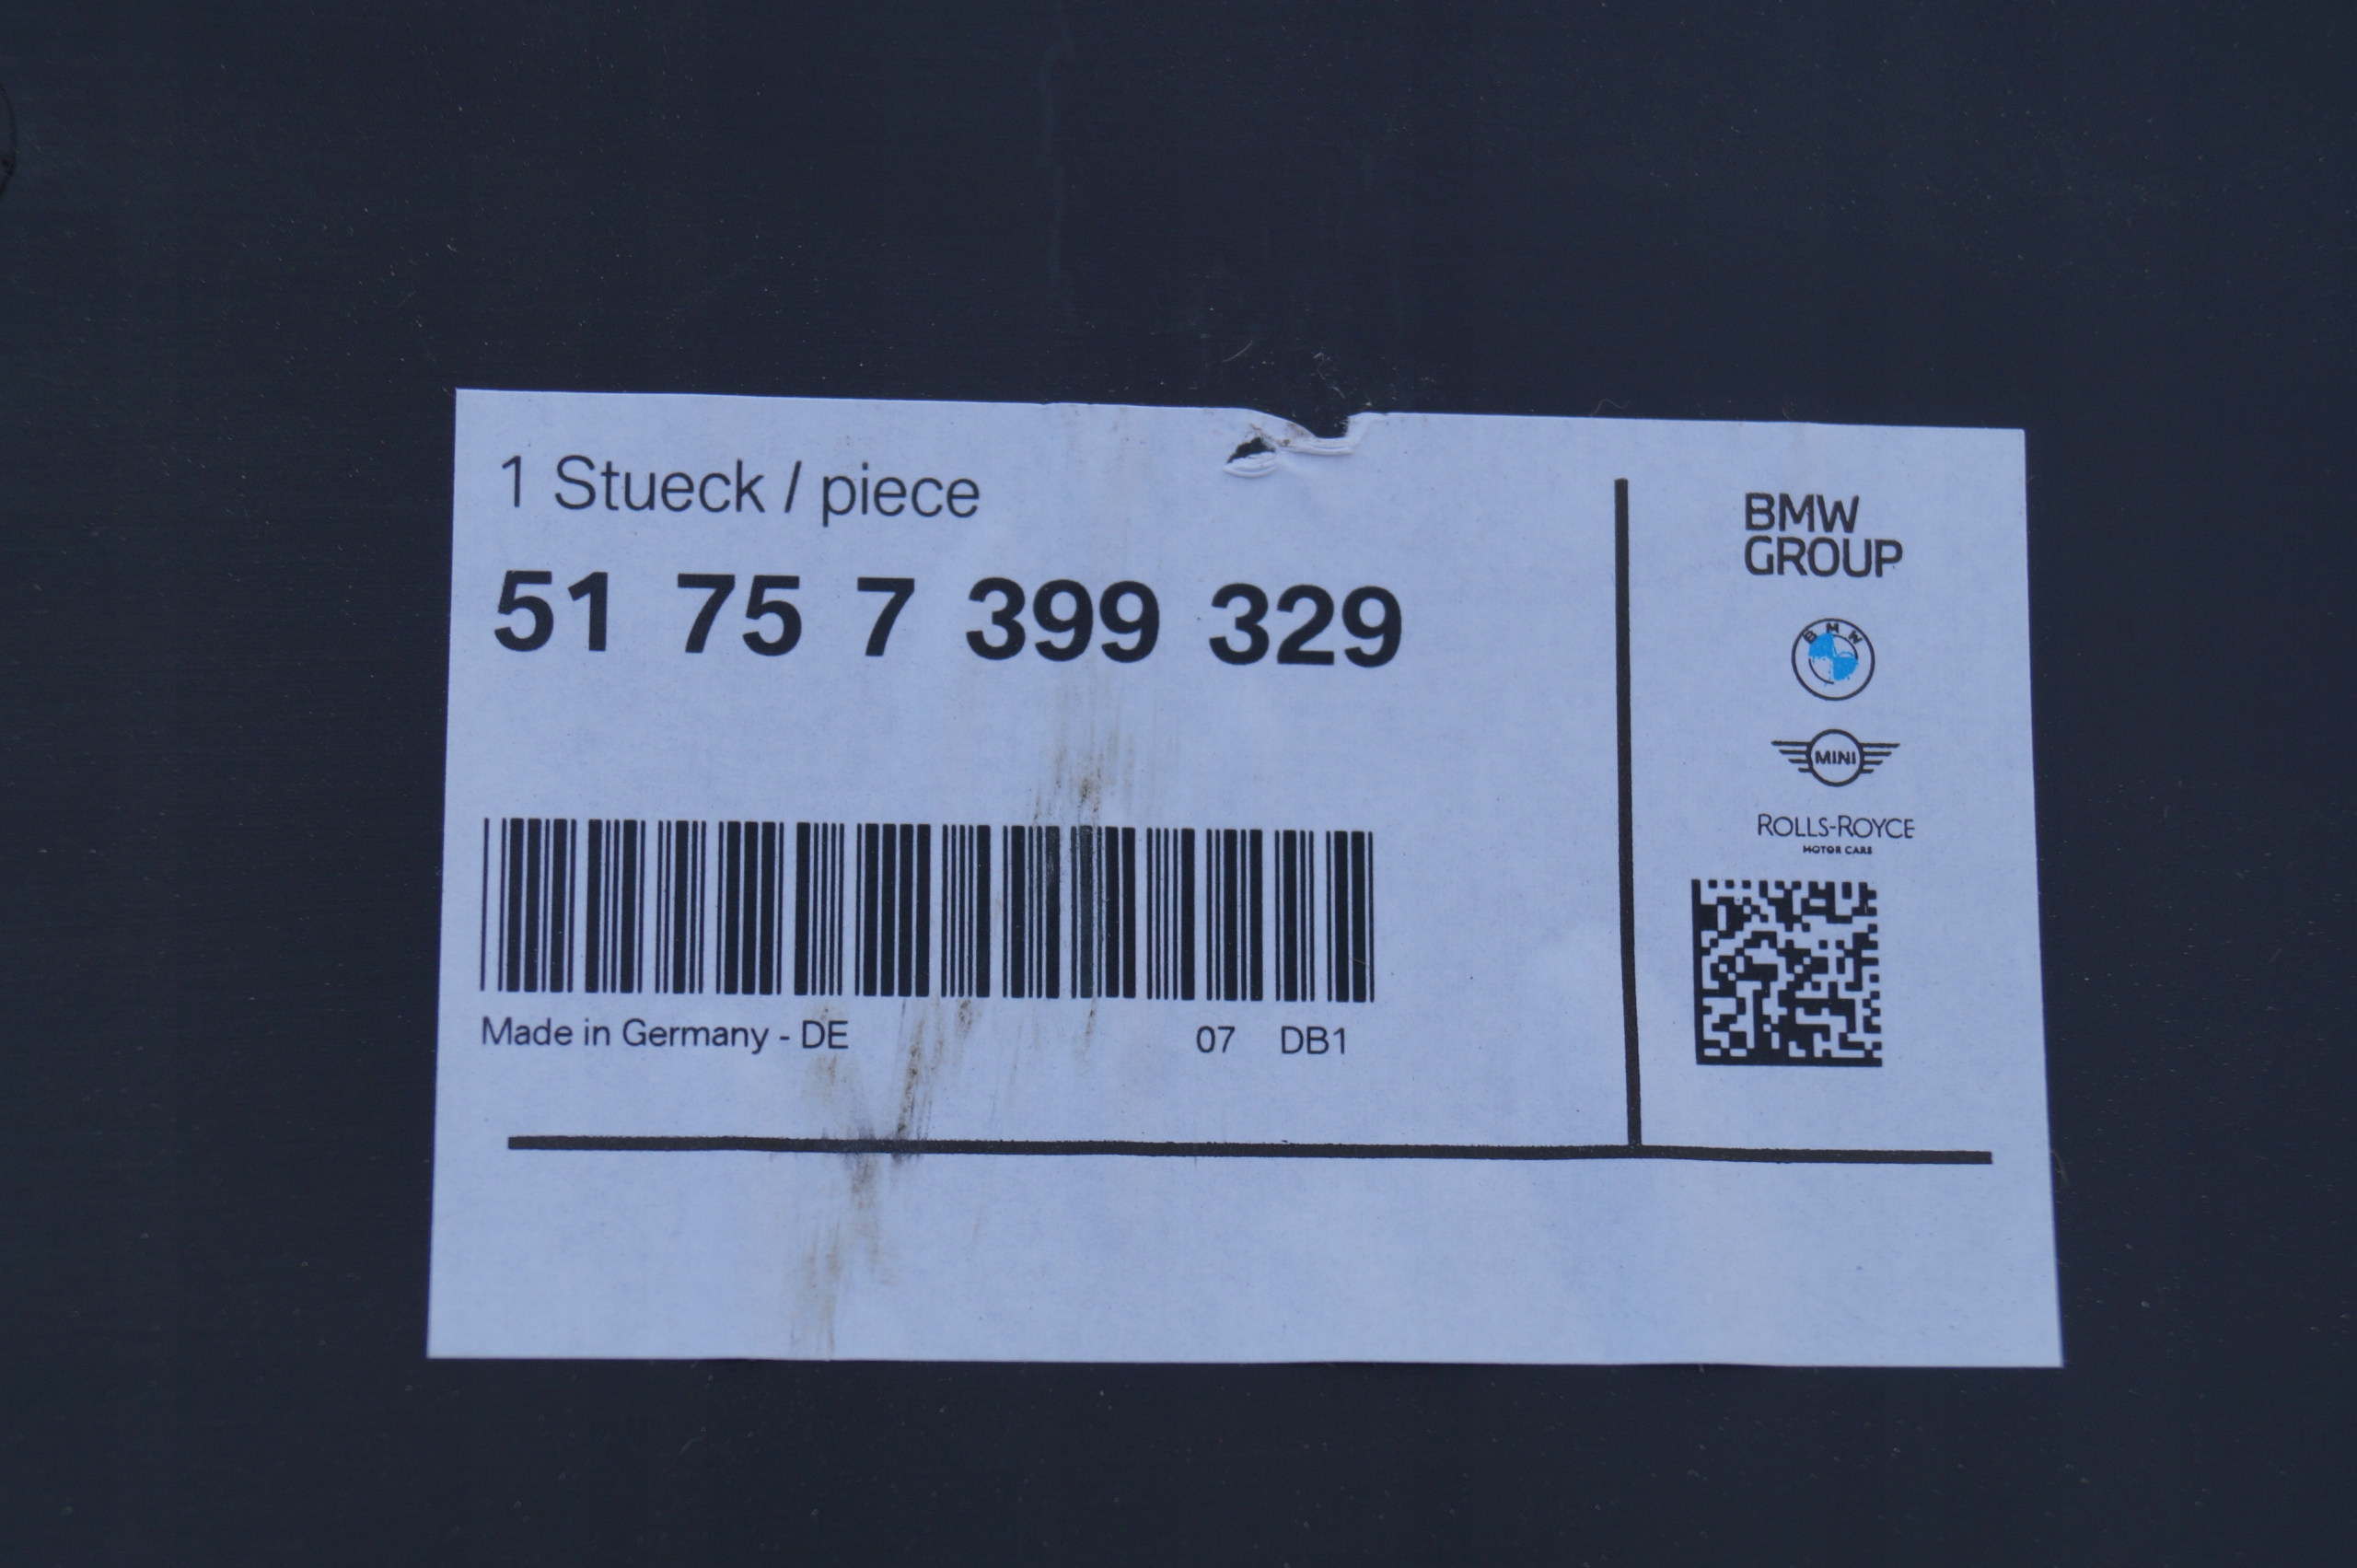 1 Stueck / piece
51 75 7 399 329
Made in Germany - DE 07 DB1
BMW
GROUP
BMW
MINI
ROLLS-ROYCE
MOTOR CARS